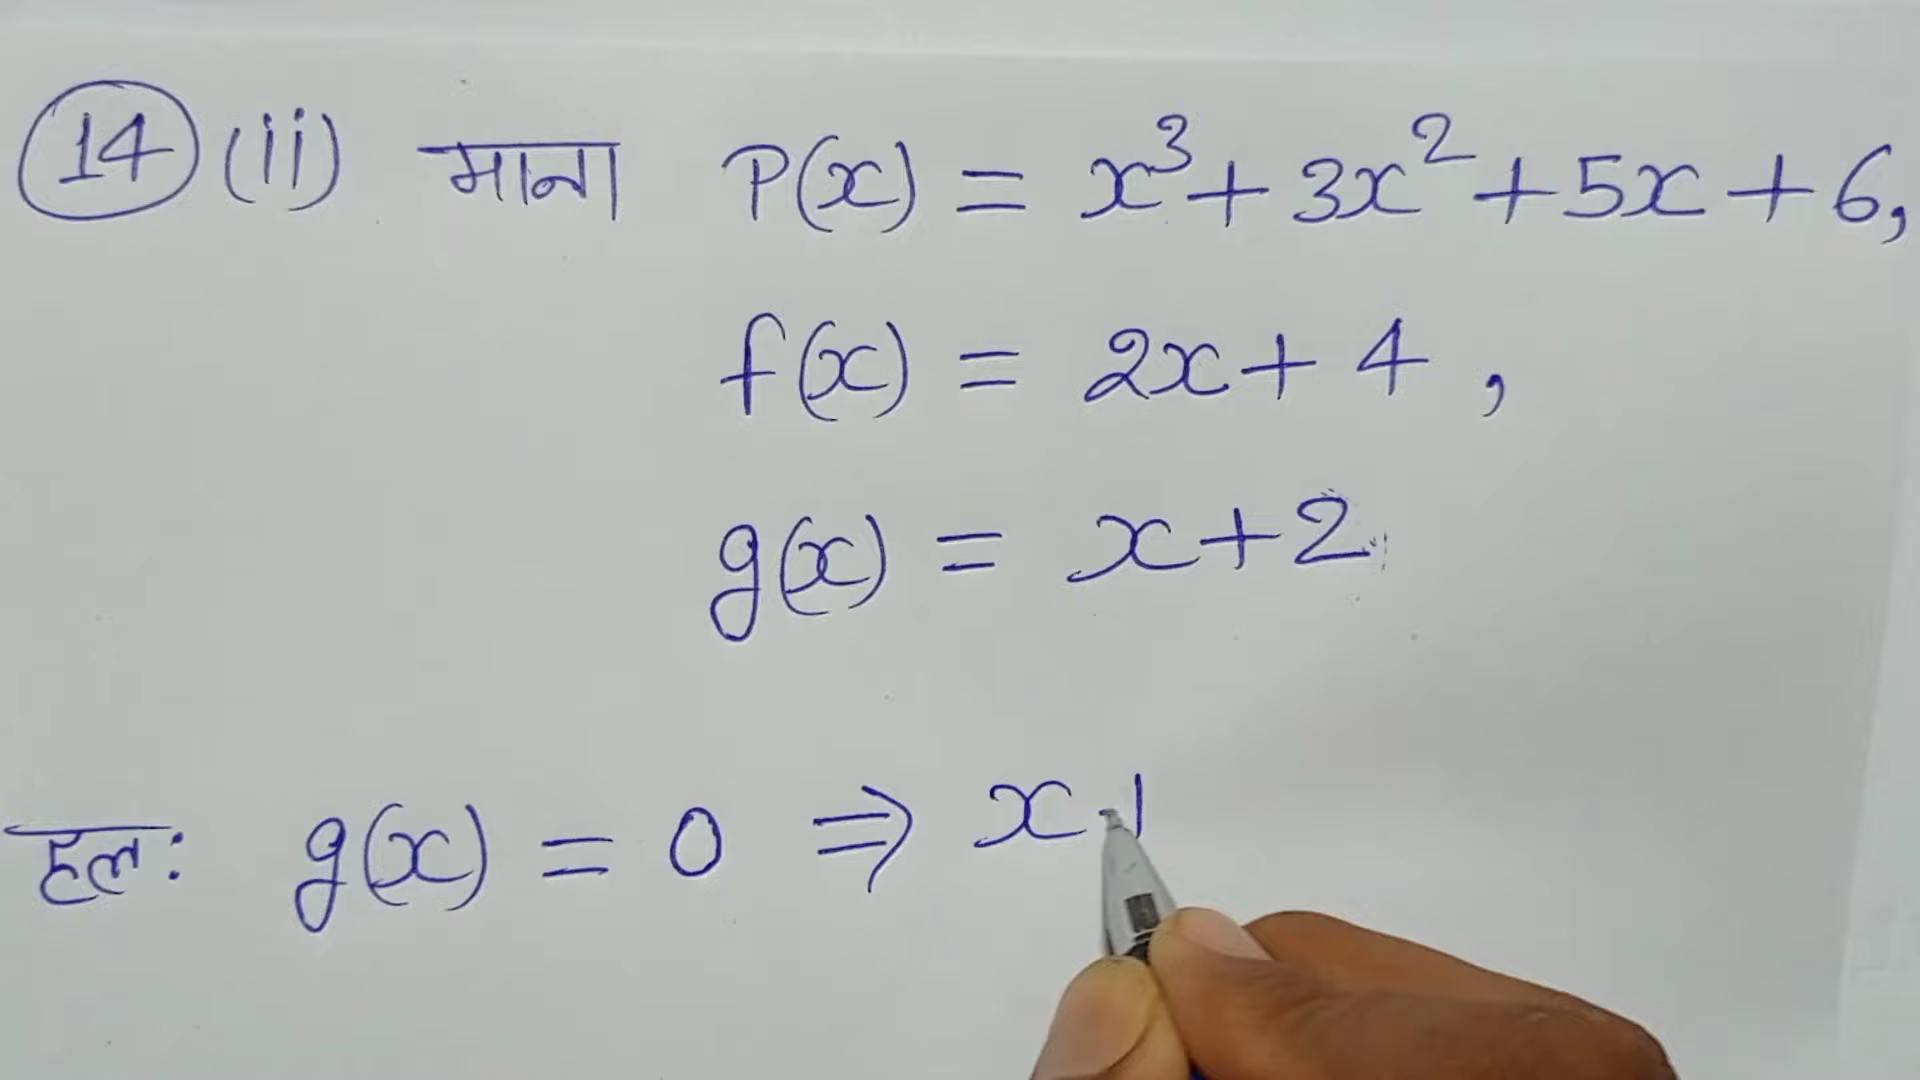 14 (ii) माना P(x) = x³ + 3x² + 5x + 6,
f(x) = 2x + 4 ,
g(x) = x + 2
हल: g(x) = 0 ⇒ x +